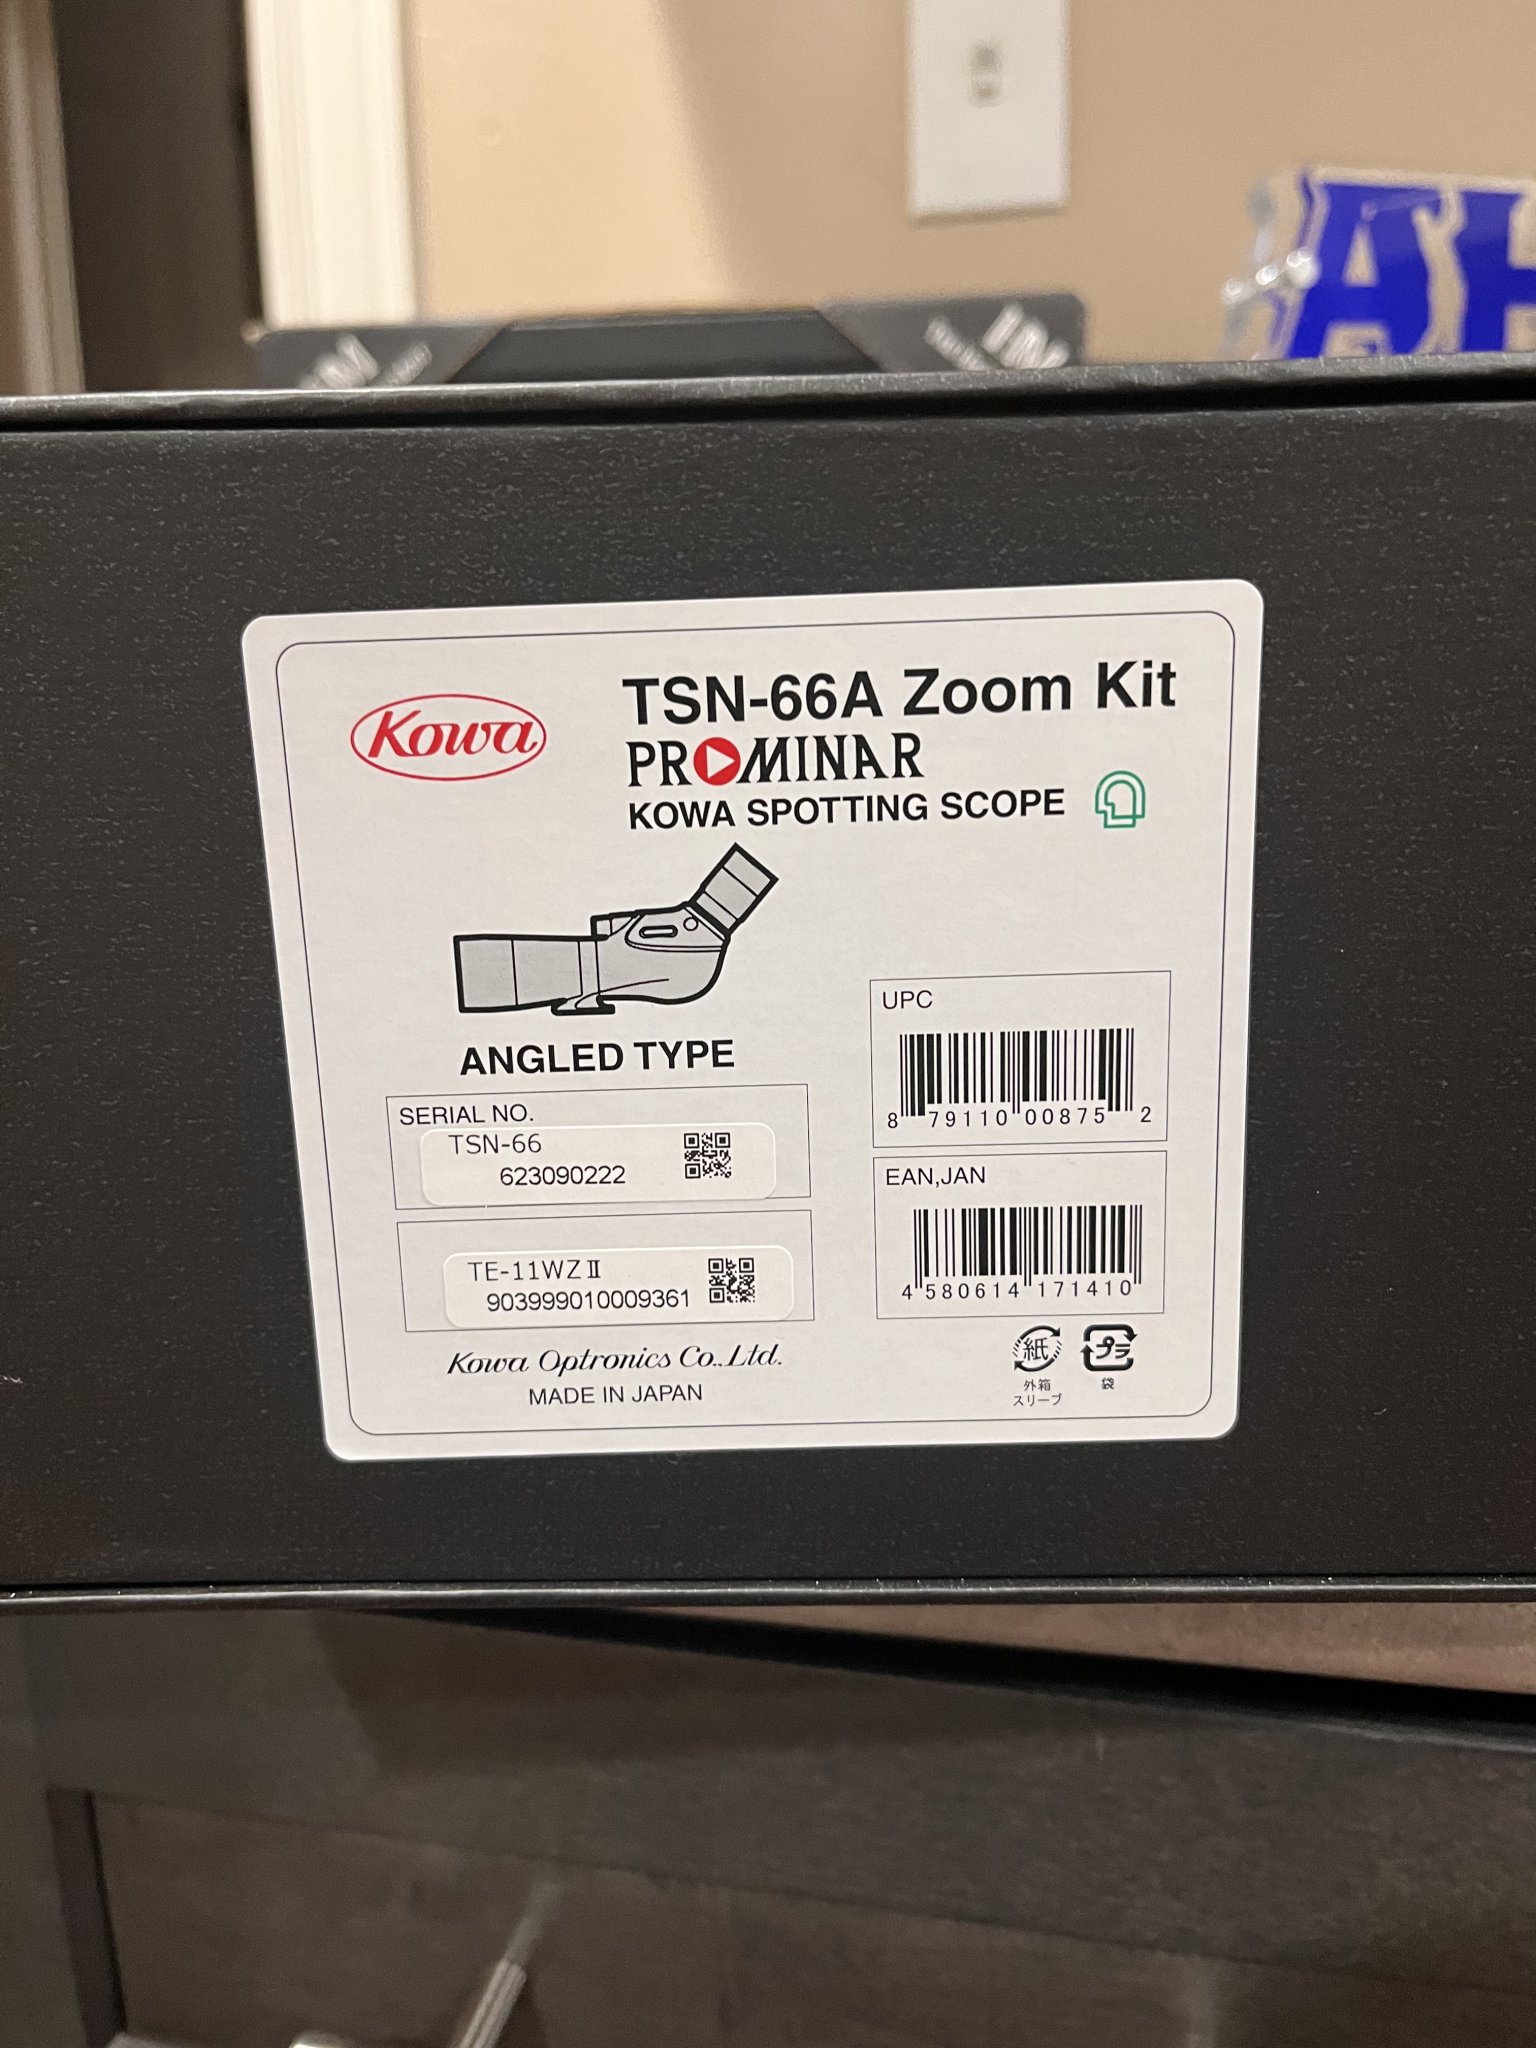 AH
Kowa
TSN-66A Zoom Kit
PROMINAR
KOWA SPOTTING SCOPE
ANGLED TYPE
SERIAL NO.
TSN-66
623090222
TE-11WZⅡ
903999010009361
Kowa Optronics Co.,Ltd.
MADE IN JAPAN
UPC
8 79110 00875 2
EAN,JAN
4 580614 171410
紙
外箱
スリーブ
プラ
袋